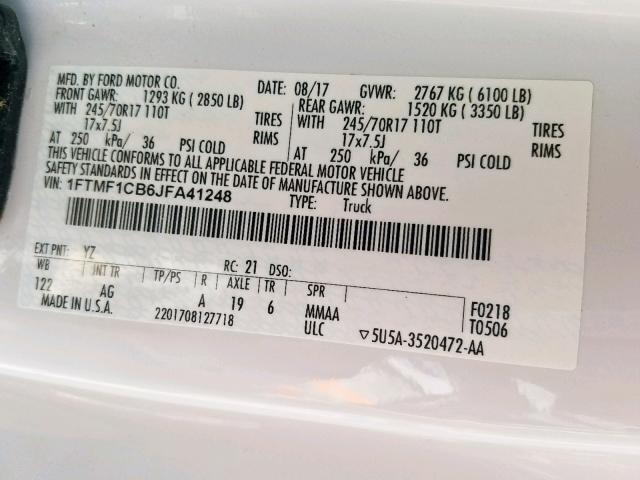 MFD. BY FORD MOTOR CO. DATE: 08/17 GVWR: 2767 KG ( 6100 LB)
FRONT GAWR: 1293 KG ( 2850 LB) REAR GAWR: 1520 KG ( 3350 LB)
WITH 245/70R17 110T TIRES WITH 245/70R17 110T TIRES
17x7.5J RIMS 17x7.5J RIMS
AT 250 kPa/ 36 PSI COLD AT 250 kPa/ 36 PSI COLD
THIS VEHICLE CONFORMS TO ALL APPLICABLE FEDERAL MOTOR VEHICLE
SAFETY STANDARDS IN EFFECT ON THE DATE OF MANUFACTURE SHOWN ABOVE.
VIN: 1FTMF1CB6JFA41248
TYPE: Truck
EXT PNT: YZ RC: 21 DSO:
WB INT TR TP/PS R AXLE TR SPR
122 AG A 19 6 MMAA F0218
MADE IN U.S.A. 2201708127718 ULC T0506
▽5U5A-3520472-AA